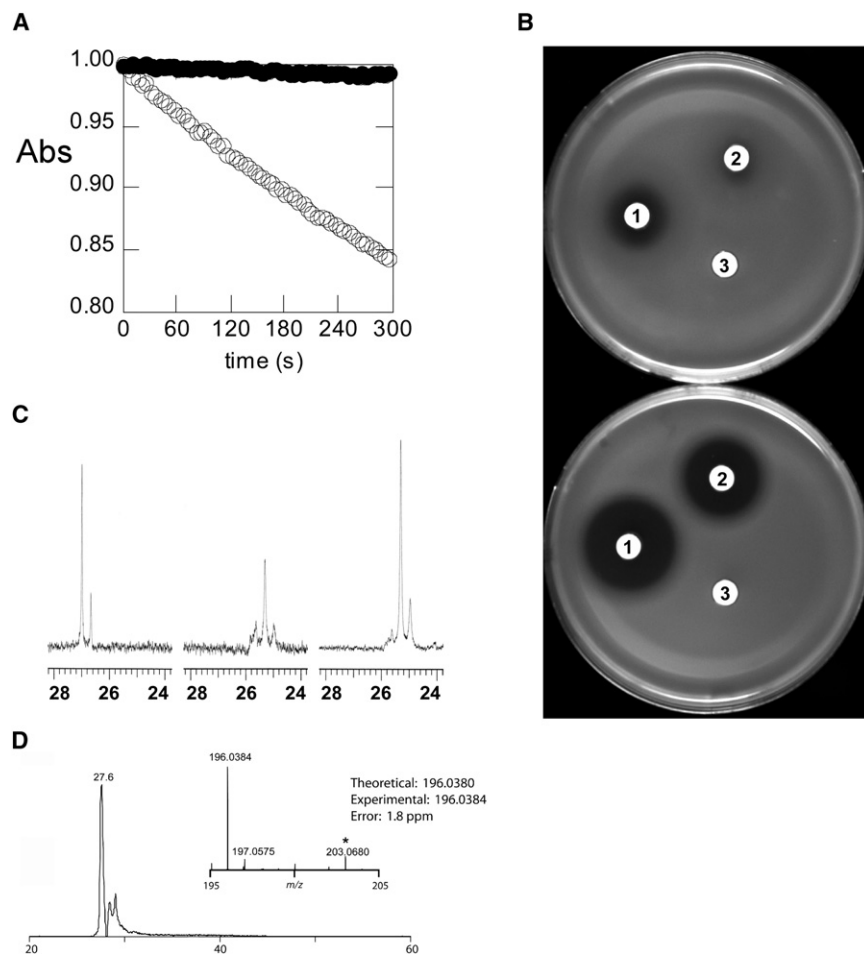 A
1.00
0.95
Abs
0.90
0.85
0.80
0 60 120 180 240 300
time (s)
B
2
1
3
2
1
3
C
28 26 24 28 26 24 28 26 24
D
196.0384
27.6
Theoretical: 196.0380
Experimental: 196.0384
Error: 1.8 ppm
*
197.0575 203.0680
195 m/z 205
20 40 60